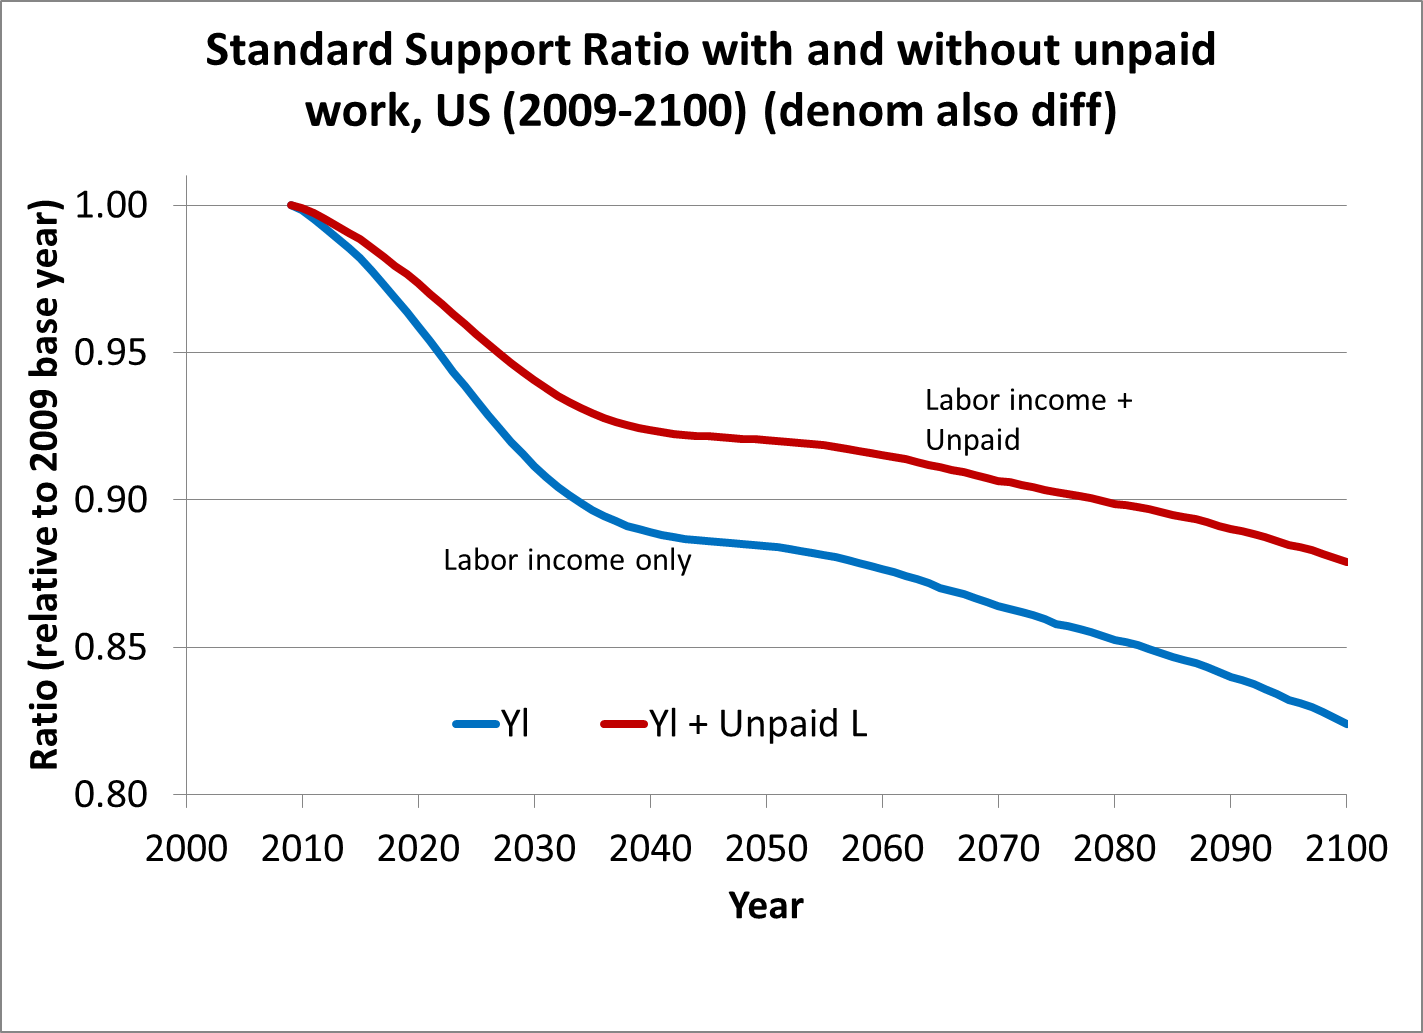 Standard Support Ratio with and without unpaid
work, US (2009-2100) (denom also diff)
Ratio (relative to 2009 base year)
1.00
0.95
0.90
0.85
0.80
Labor income +
Unpaid
Labor income only
Yl
Yl + Unpaid L
2000 2010 2020 2030 2040 2050 2060 2070 2080 2090 2100
Year